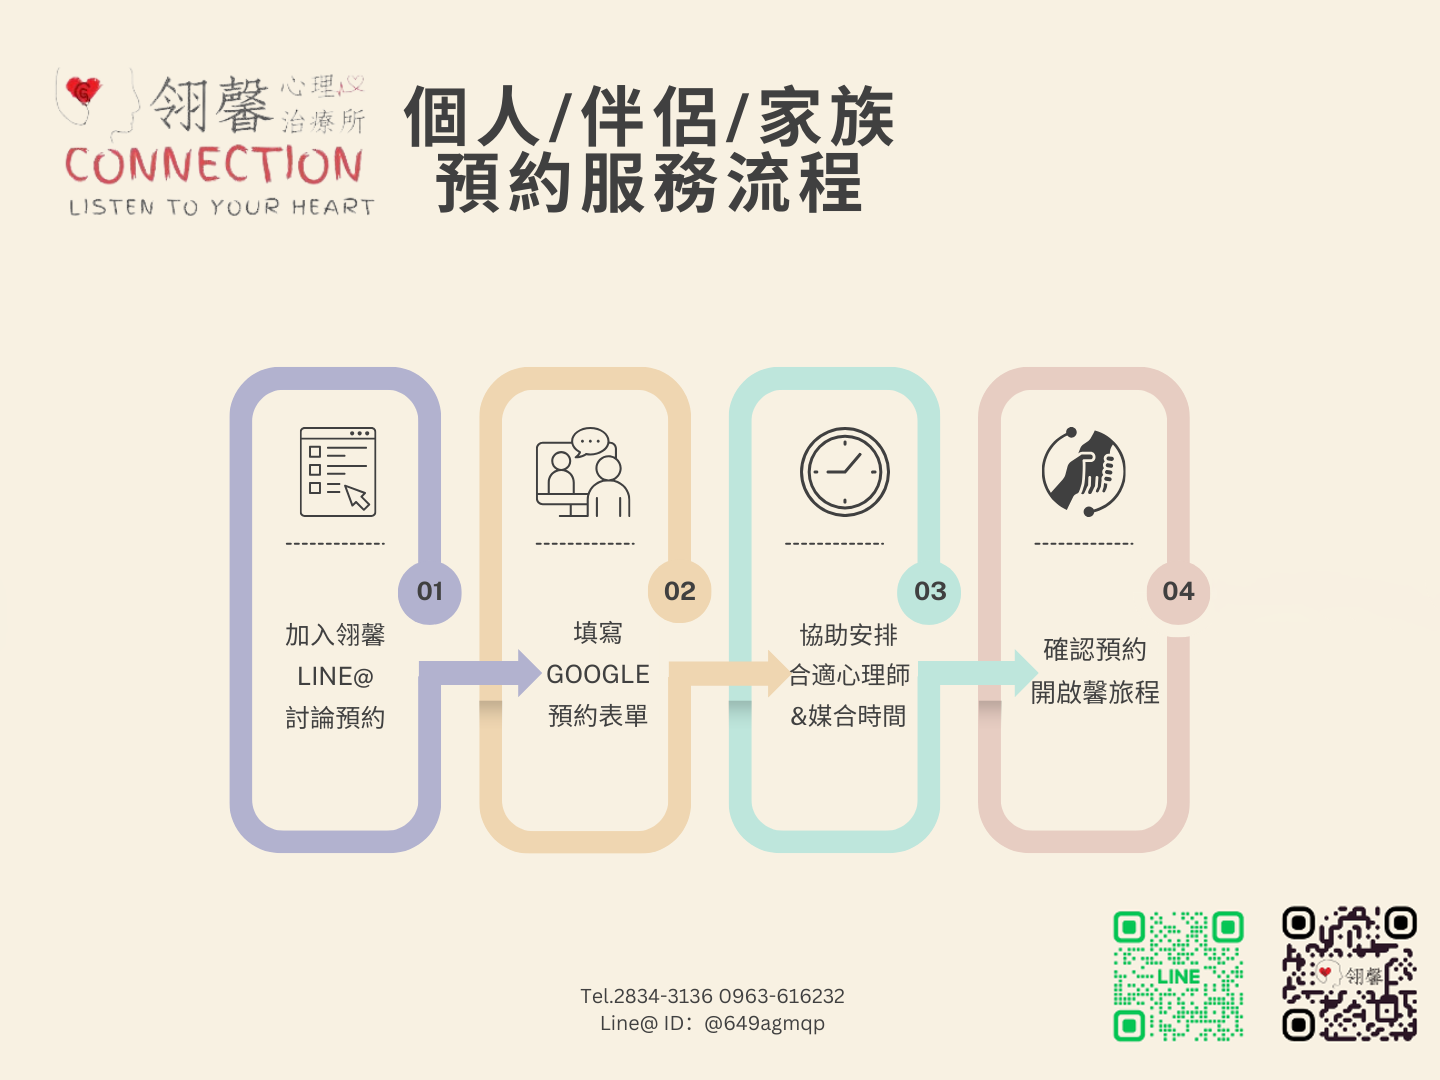 翎馨
心理
治療所
CONNECTION
LISTEN TO YOUR HEART
個人/伴侶/家族
預約服務流程
01
加入翎馨
LINE@
討論預約
02
填寫
GOOGLE
預約表單
03
協助安排
合適心理師
&媒合時間
04
確認預約
開啟馨旅程
Tel.2834-3136 0963-616232
Line@ ID：@649agmqp
LINE
翎馨